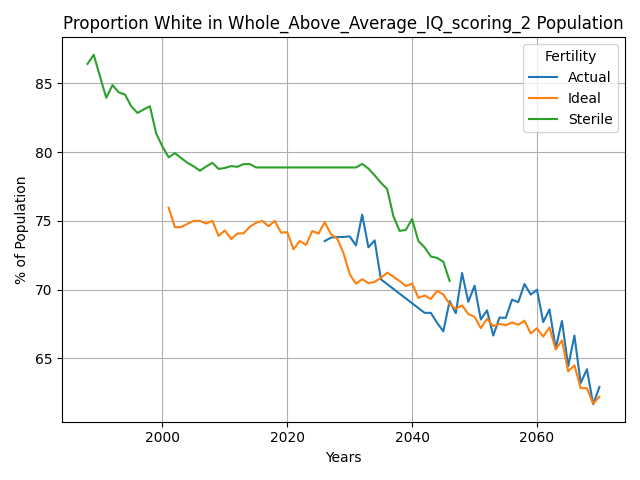 Proportion White in Whole_Above_Average_IQ_scoring_2 Population
Fertility
Actual
Ideal
Sterile
% of Population
85
80
75
70
65
2000
2020
2040
2060
Years